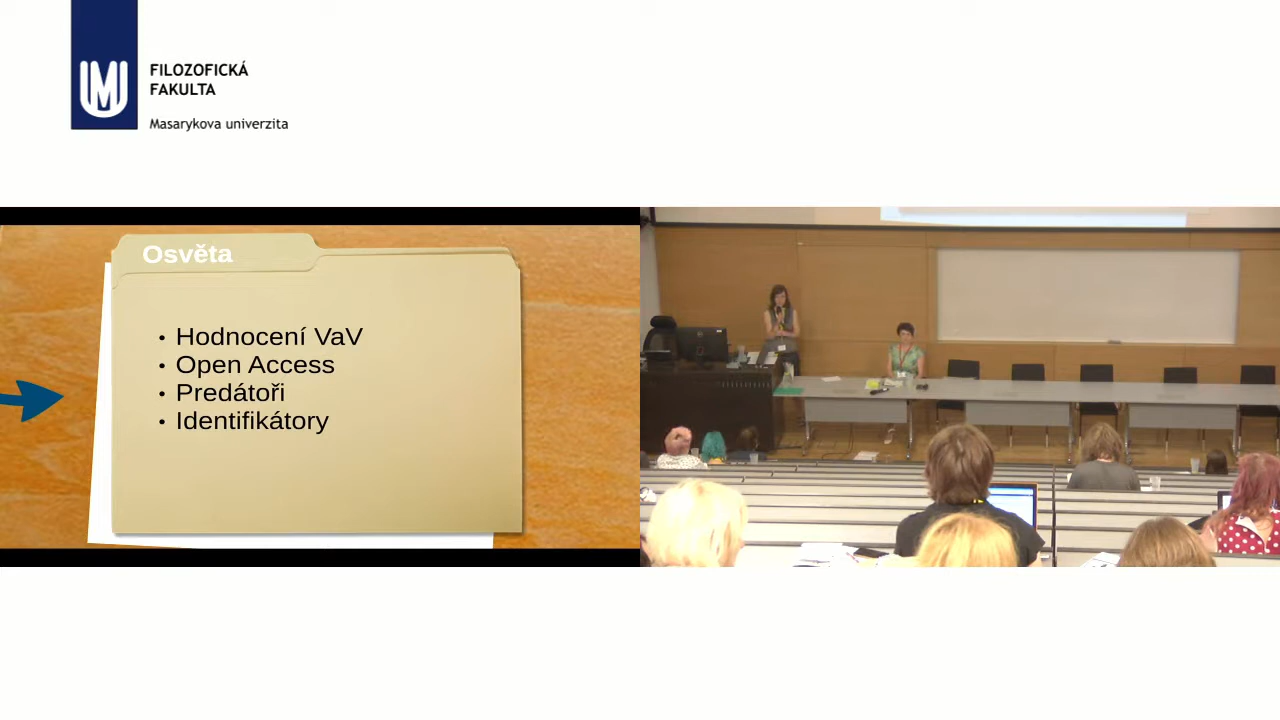 FILOZOFICKÁ
FAKULTA
Masarykova univerzita
Osvěta
• Hodnocení VaV
• Open Access
• Predátoři
• Identifikátory